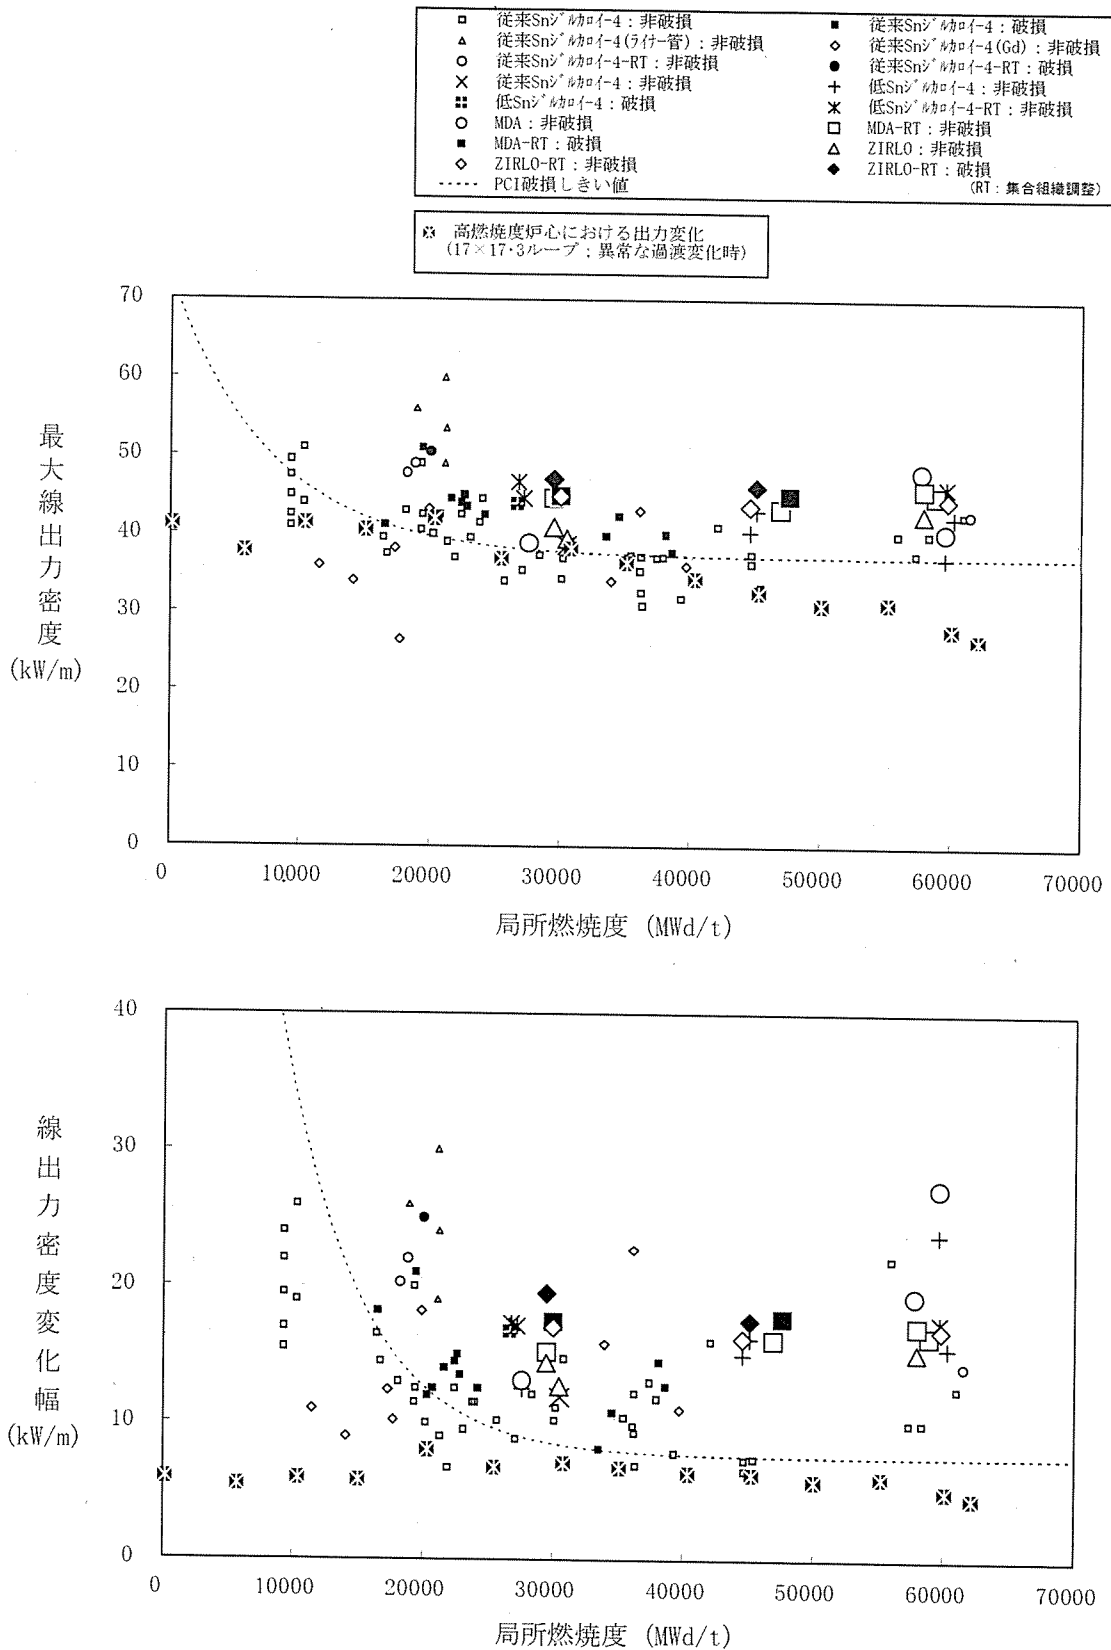 従来Snジルカロイ-4：非破損
従来Snジルカロイ-4：破損
従来Snジルカロイ-4(ライナー管)：非破損
従来Snジルカロイ-4(Gd)：非破損
従来Snジルカロイ-4-RT：非破損
従来Snジルカロイ-4-RT：破損
従来Snジルカロイ-4：非破損
低Snジルカロイ-4：非破損
低Snジルカロイ-4：破損
低Snジルカロイ-4-RT：非破損
MDA：非破損
MDA-RT：非破損
MDA-RT：破損
ZIRLO：非破損
ZIRLO-RT：非破損
ZIRLO-RT：破損
PCI破損しきい値
(RT：集合組織調整)
高燃焼度炉心における出力変化
(17×17･3ループ；異常な過渡変化時)
70
60
50
40
30
20
10
0
最大線出力密度
(kW/m)
0 10000 20000 30000 40000 50000 60000 70000
局所燃焼度 (MWd/t)
40
30
20
10
0
線出力密度変化幅
(kW/m)
0 10000 20000 30000 40000 50000 60000 70000
局所燃焼度 (MWd/t)